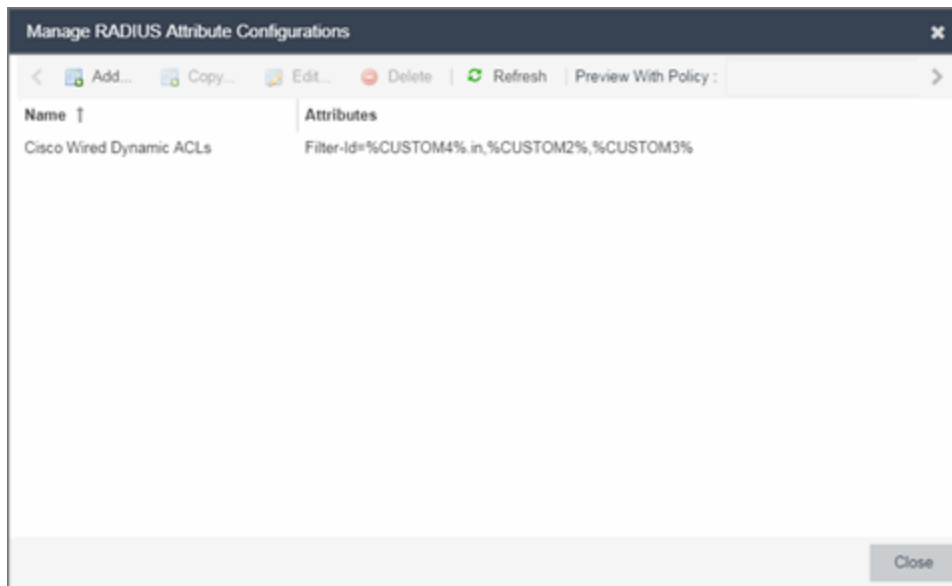 Manage RADIUS Attribute Configurations
Add... Copy... Edit... Delete Refresh Preview With Policy :
Name ↑ Attributes
Cisco Wired Dynamic ACLs Filter-Id=%CUSTOM4%.in,%CUSTOM2%,%CUSTOM3%
Close